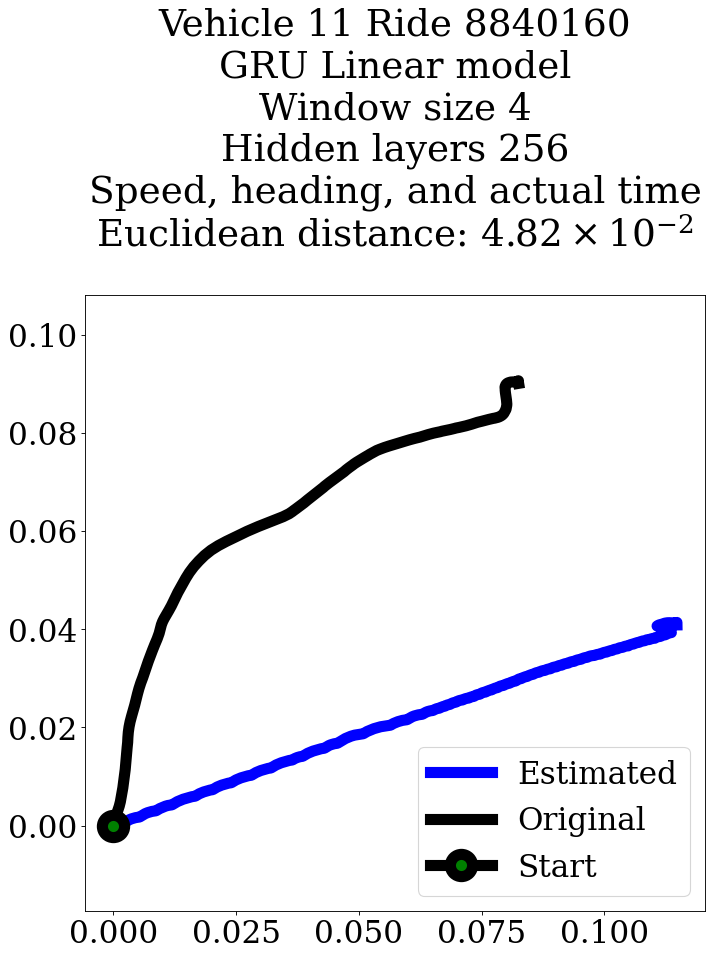 Vehicle 11 Ride 8840160
GRU Linear model
Window size 4
Hidden layers 256
Speed, heading, and actual time
Euclidean distance: 4.82 × 10⁻²
0.10
0.08
0.06
0.04
0.02
0.00
Estimated
Original
Start
0.000 0.025 0.050 0.075 0.100